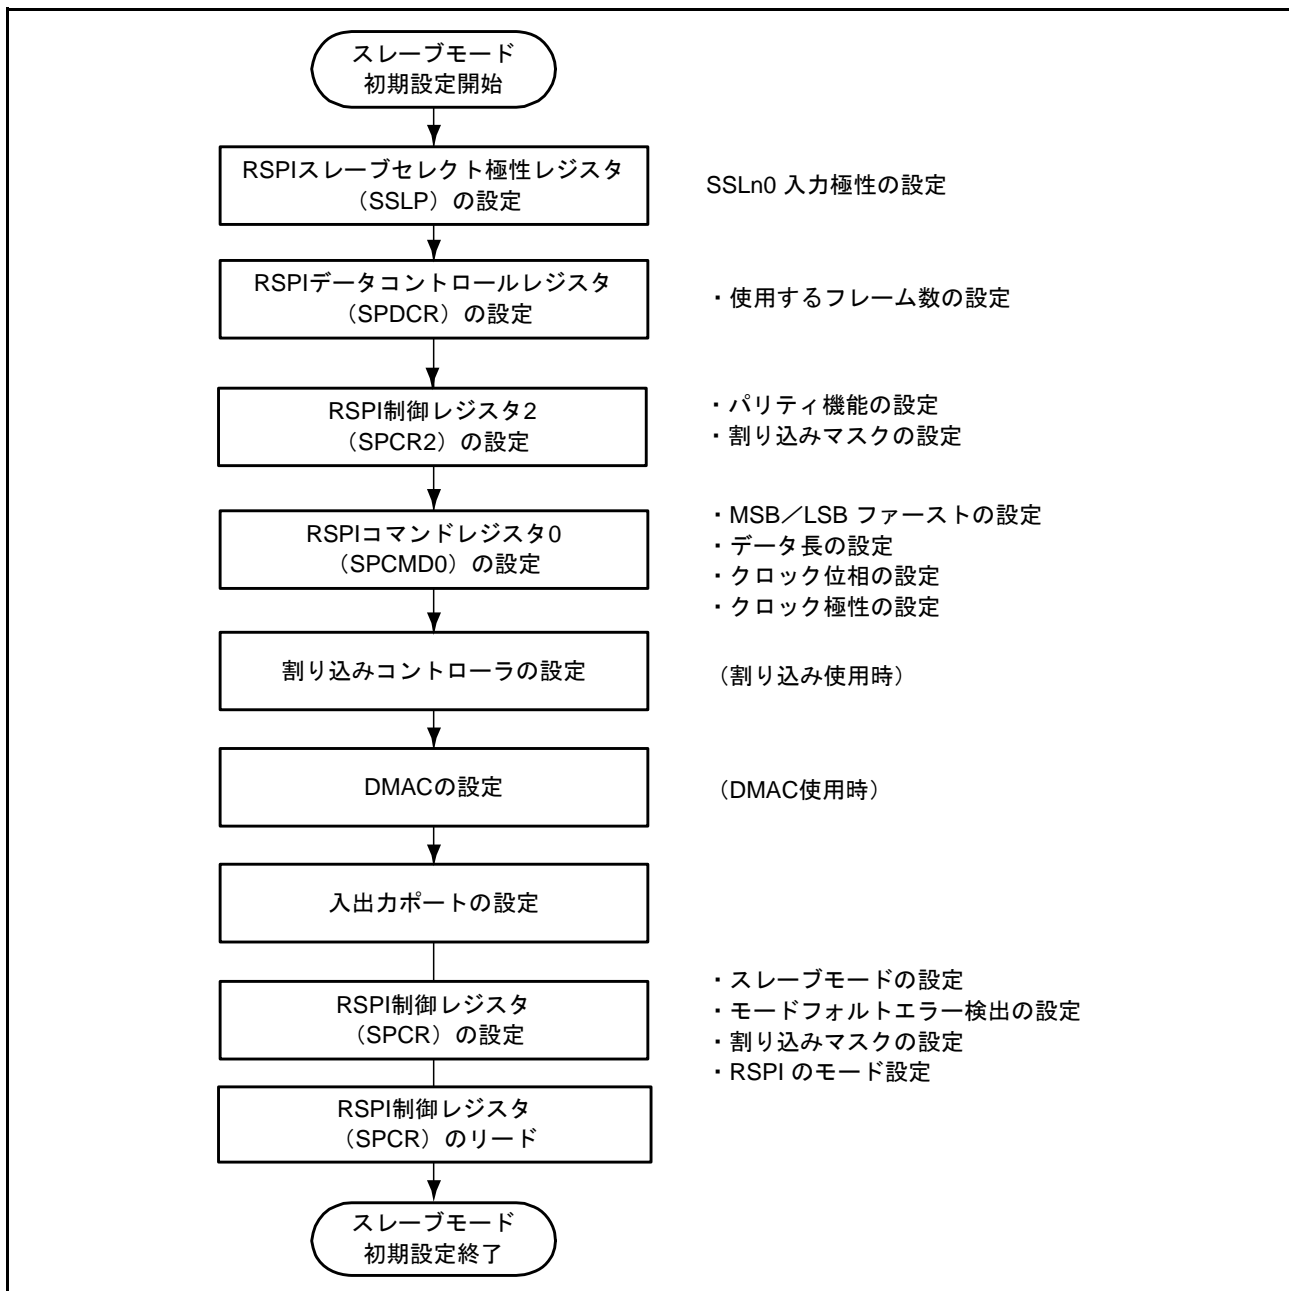 スレーブモード
初期設定開始
RSPIスレーブセレクト極性レジスタ
（SSLP）の設定
SSLn0 入力極性の設定
RSPIデータコントロールレジスタ
（SPDCR）の設定
・使用するフレーム数の設定
RSPI制御レジスタ2
（SPCR2）の設定
・パリティ機能の設定
・割り込みマスクの設定
RSPIコマンドレジスタ0
（SPCMD0）の設定
・MSB／LSB ファーストの設定
・データ長の設定
・クロック位相の設定
・クロック極性の設定
割り込みコントローラの設定
（割り込み使用時）
DMACの設定
（DMAC使用時）
入出力ポートの設定
RSPI制御レジスタ
（SPCR）の設定
・スレーブモードの設定
・モードフォルトエラー検出の設定
・割り込みマスクの設定
・RSPI のモード設定
RSPI制御レジスタ
（SPCR）のリード
スレーブモード
初期設定終了